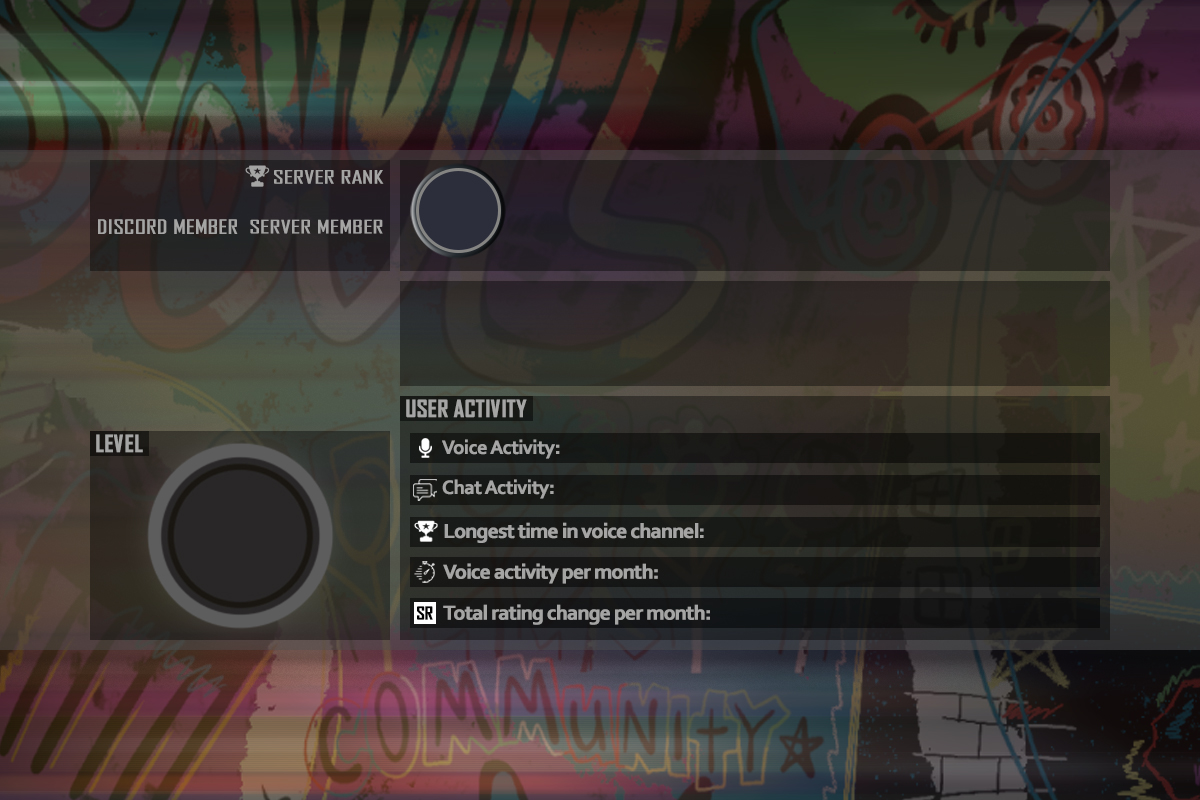 SERVER RANK
DISCORD MEMBER SERVER MEMBER
USER ACTIVITY
LEVEL
Voice Activity:
Chat Activity:
Longest time in voice channel:
Voice activity per month:
SR Total rating change per month:
COMMUNITY